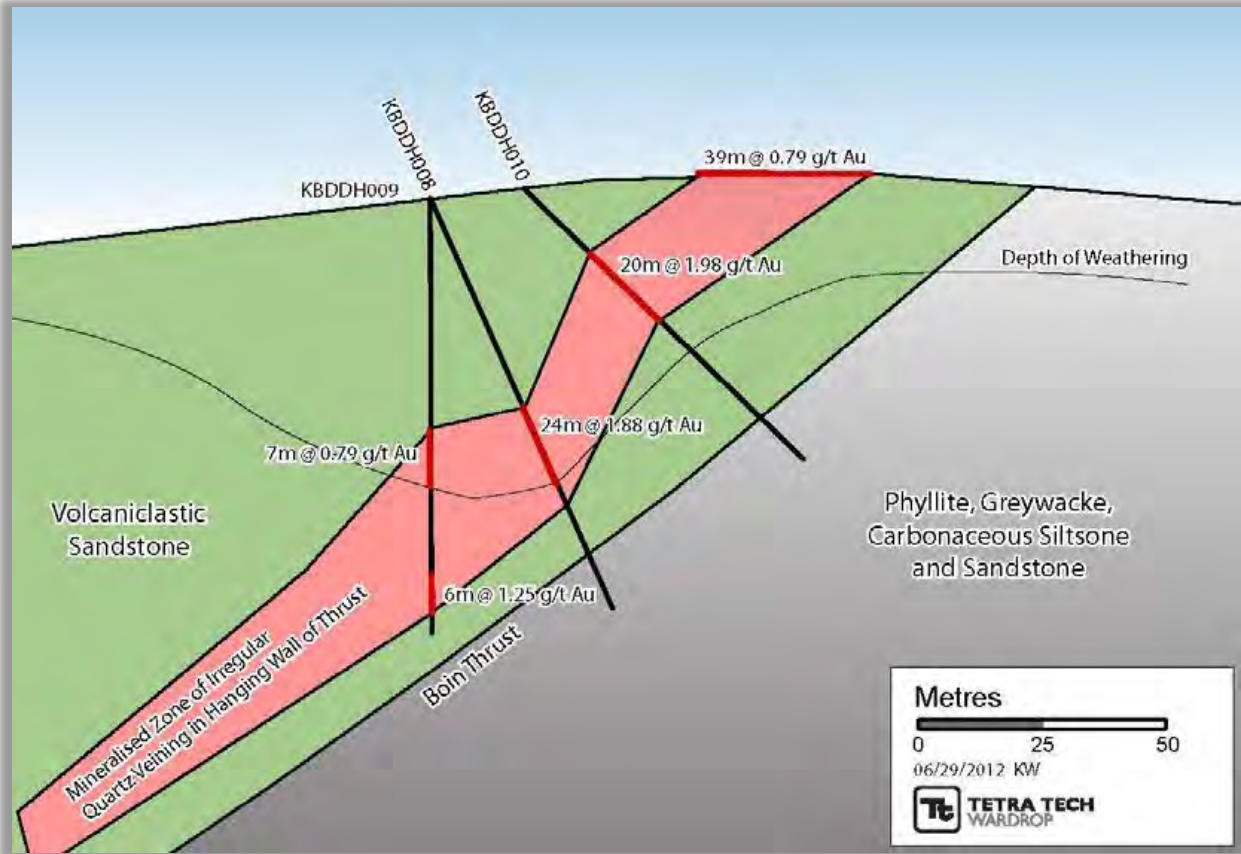 KBDDH008
KBDDH010
KBDDH009
39m @ 0.79 g/t Au
20m @ 1.98 g/t Au
Depth of Weathering
24m @ 1.88 g/t Au
7m @ 0.79 g/t Au
Volcaniclastic
Sandstone
Phyllite, Greywacke,
Carbonaceous Siltsone
and Sandstone
6m @ 1.25 g/t Au
Boin Thrust
Mineralised Zone of Irregular
Quartz Veining in Hanging Wall of Thrust
Metres
0 25 50
06/29/2012 KW
Tt TETRA TECH
WARDROP